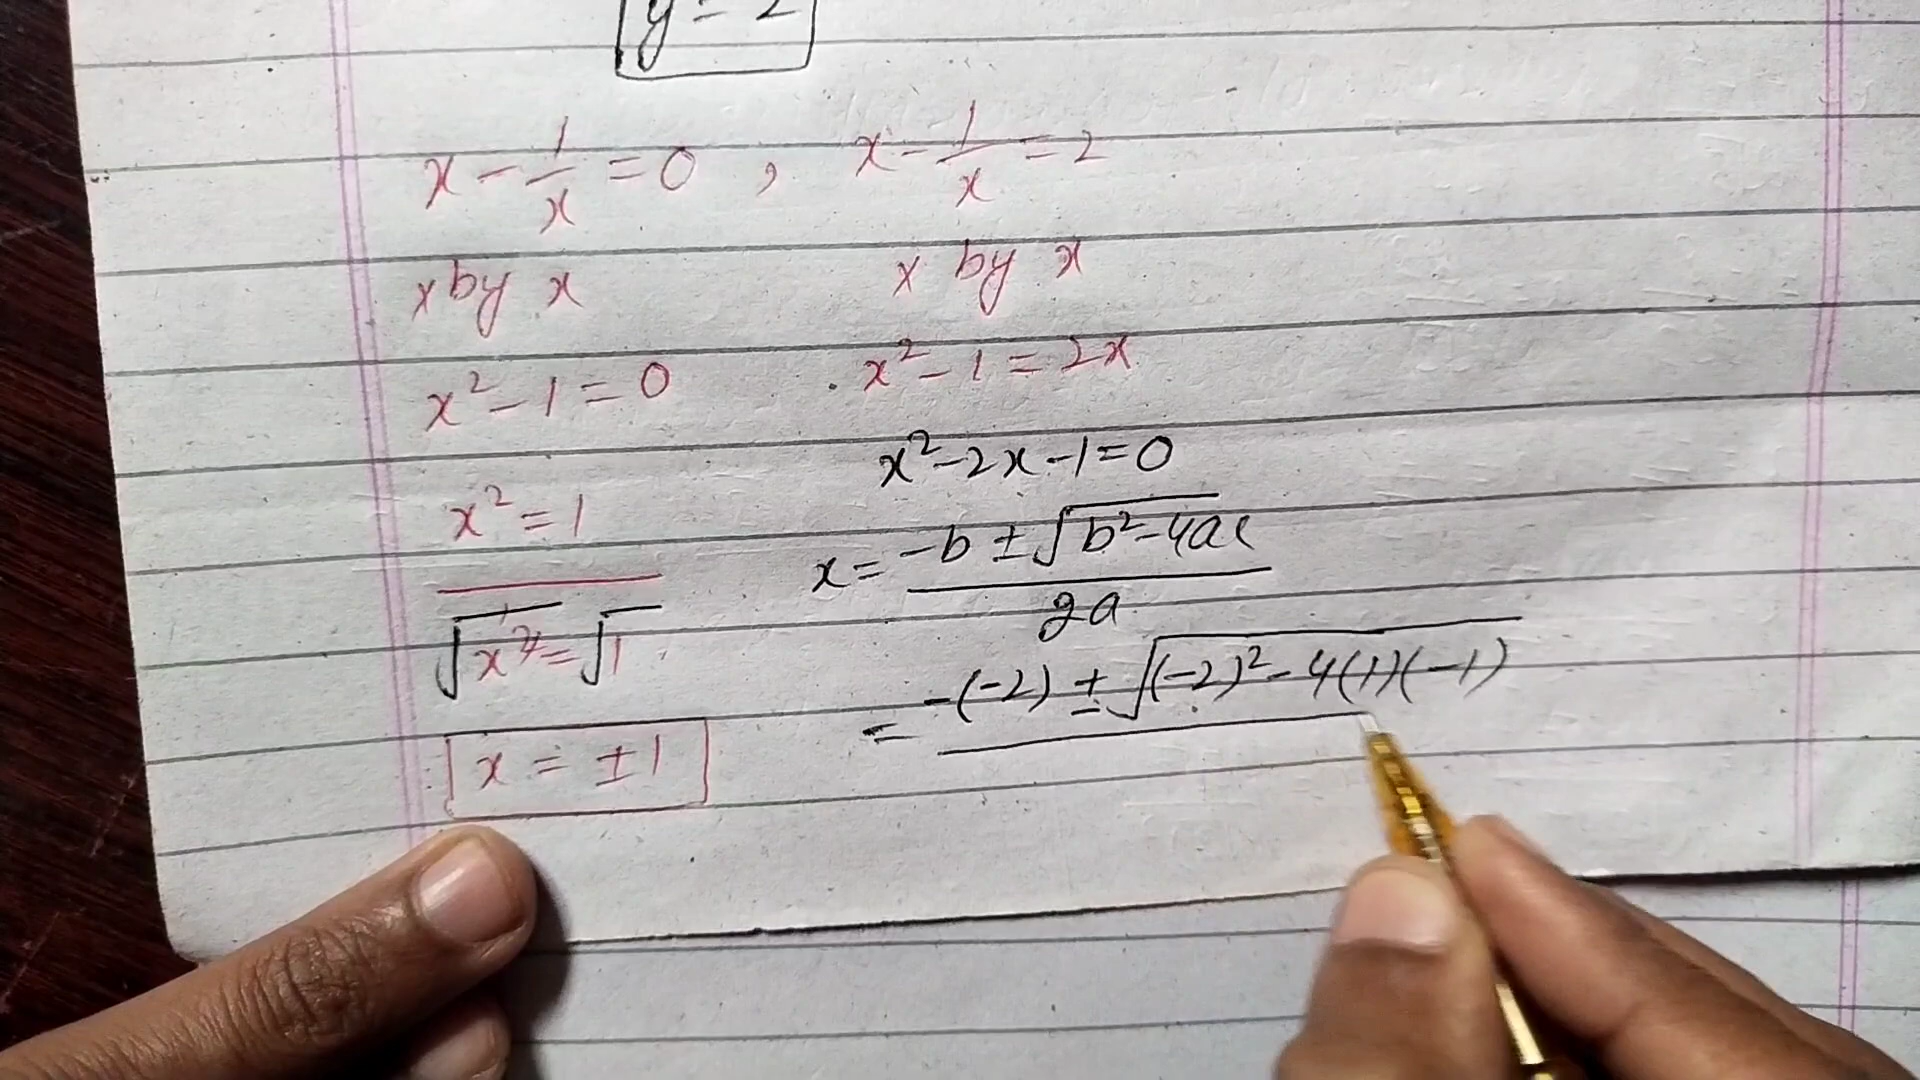 y = 2
x - 1/x = 0 , x - 1/x = 2
x by x x by x
x² - 1 = 0 x² - 1 = 2x
x² - 2x - 1 = 0
x² = 1
x = (-b ± √(b² - 4ac))/2a
√x² = √1
= -(-2) ± √((-2)² - 4(1)(-1))
x = ±1